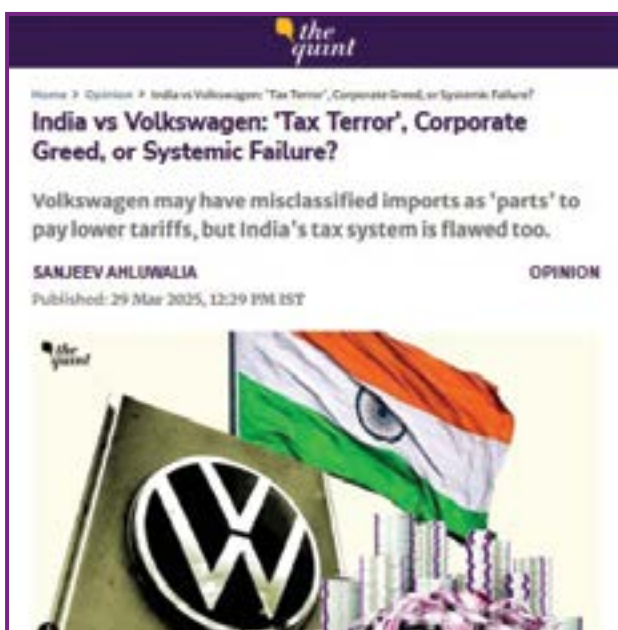 the
quint
Home > Opinion > India vs Volkswagen: 'Tax Terror', Corporate Greed, or Systemic Failure?
India vs Volkswagen: 'Tax Terror', Corporate
Greed, or Systemic Failure?
Volkswagen may have misclassified imports as 'parts' to
pay lower tariffs, but India's tax system is flawed too.
SANJEEV AHLUWALIA OPINION
Published: 29 Mar 2025, 12:29 PM IST
the
quint